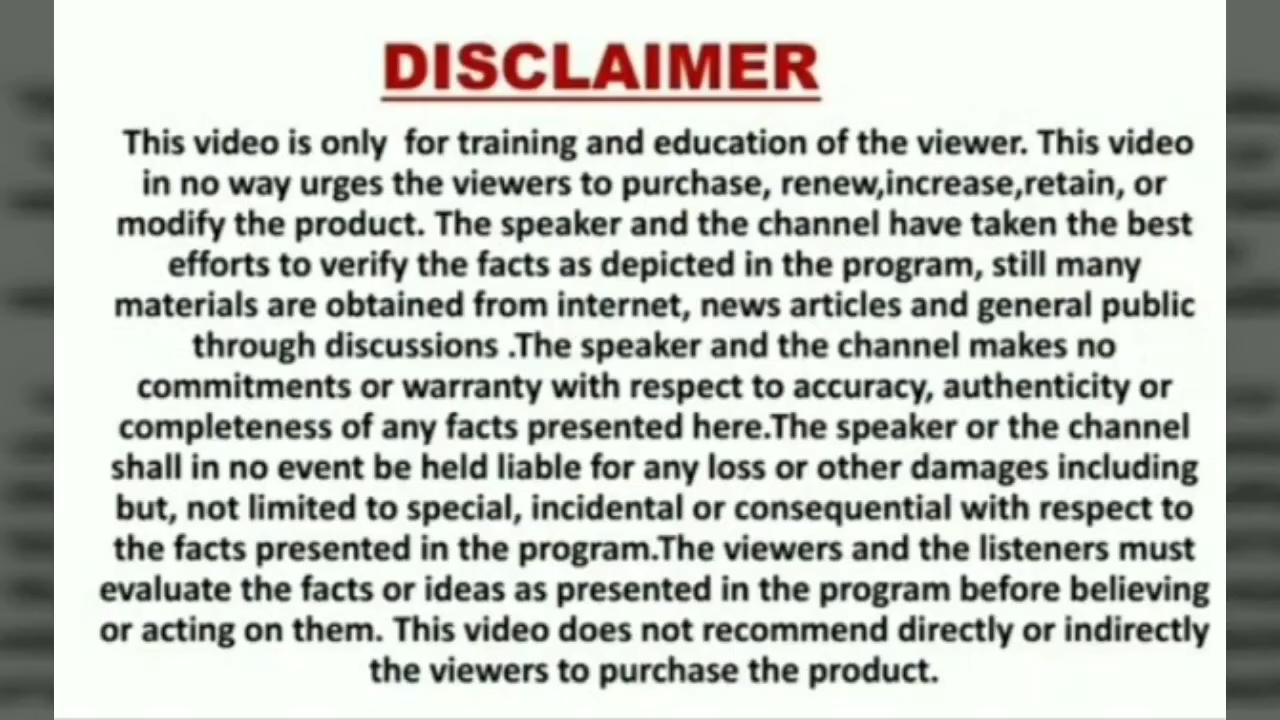 DISCLAIMER
This video is only for training and education of the viewer. This video
in no way urges the viewers to purchase, renew,increase,retain, or
modify the product. The speaker and the channel have taken the best
efforts to verify the facts as depicted in the program, still many
materials are obtained from internet, news articles and general public
through discussions .The speaker and the channel makes no
commitments or warranty with respect to accuracy, authenticity or
completeness of any facts presented here.The speaker or the channel
shall in no event be held liable for any loss or other damages including
but, not limited to special, incidental or consequential with respect to
the facts presented in the program.The viewers and the listeners must
evaluate the facts or ideas as presented in the program before believing
or acting on them. This video does not recommend directly or indirectly
the viewers to purchase the product.